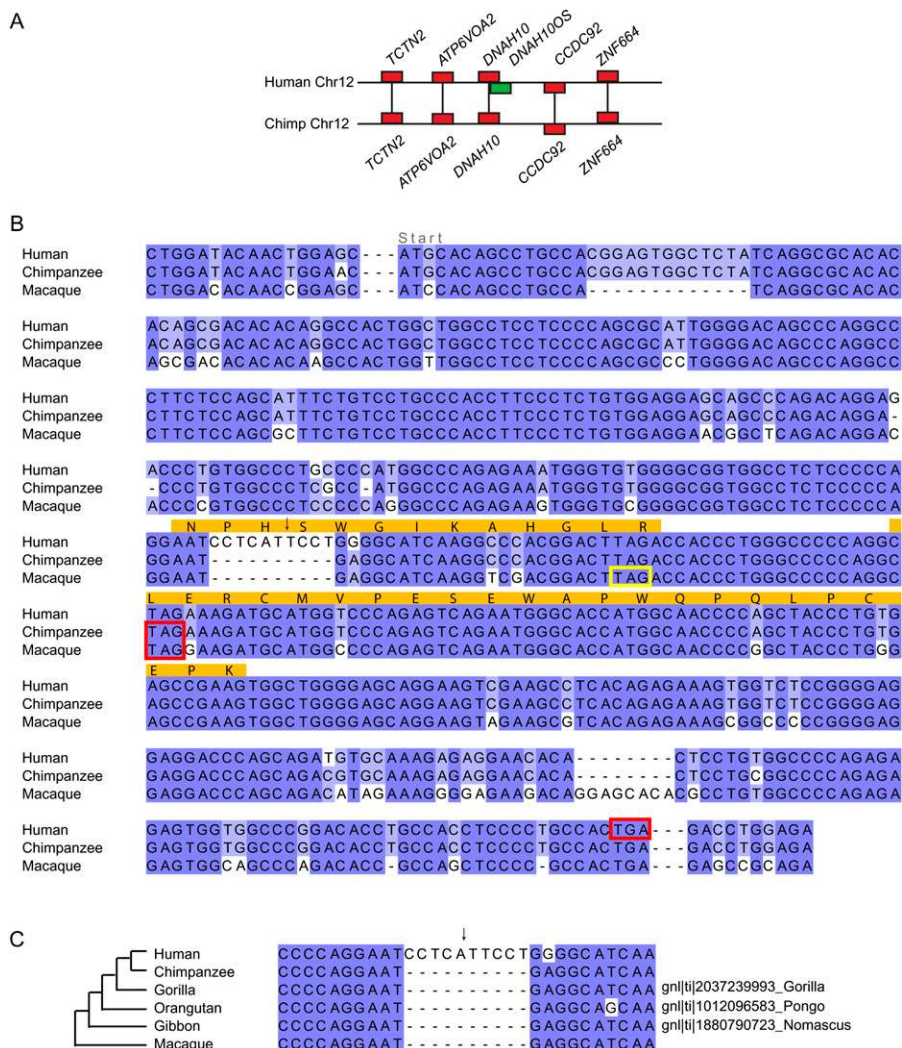 A
TCTN2 ATP6VOA2 DNAH10 DNAH10OS CCDC92 ZNF664
Human Chr12
Chimp Chr12
TCTN2 ATP6VOA2 DNAH10 CCDC92 ZNF664
B
Start
Human CTGGATACAACTGGAGC---ATGCACAGCCTGCCACGGAGTGGCTCTATCAGGCGCACAC
Chimpanzee CTGGATACAACTGGAAC---ATGCACAGCCTGCCACGGAGTGGCTCTATCAGGCGCACAC
Macaque CTGGACACAACCGGAGC---ATCCACAGCCTGCCA-------------TCAGGCGCACAC
Human ACAGCGACACACAGGCCACTGGCTGGCCTCCTCCCCAGCGCATTGGGGACAGCCCAGGCC
Chimpanzee ACAGCGACACACAGGCCACTGGCTGGCCTCCTCCCCAGCGCATTGGGGACAGCCCAGGCC
Macaque AGCGACACACACAAGCCACTGGTTGGCCTCCTCCCCAGCGCCCTGGGGACAGCCCAGGCC
Human CTTCTCCAGCATTTCTGTCCTGCCCACCTTCCCTCTGTGGAGGAGCAGCCCAGACAGGAG
Chimpanzee CTTCTCCAGCATTTCTGTCCTGCCCACCTTCCCTCTGTGGAGGAGCAGCCCAGACAGGA-
Macaque CTTCTCCAGCGCTTCTGTCCTGCCCACCTTCCCTCTGTGGAGGAACGGCTCAGACAGGAC
Human ACCCTGTGGCCCTGCCCCATGGCCCAGAGAAATGGGTGTGGGGCGGTGGCCTCTCCCCCA
Chimpanzee -CCCTGTGGCCCTCGCC-ATGGCCCAGAGAAATGGGTGTGGGGCGGTGGCCTCTCCCCCA
Macaque ACCCCGTGGCCCTCCCCCAGGGCCCAGAGAAGTGGGTGCGGGGCGGTGGCCTCTCCCCCA
N P H ↓ S W G I K A H G L R
Human GGAATCCTCATTCCTGGGGCATCAAGGCCCACGGACTTAGACCACCCTGGGCCCCCAGGC
Chimpanzee GGAAT----------GAGGCATCAAGGCCCACGGACTTAGACCACCCTGGGCCCCCAGGC
Macaque GGAAT----------GAGGCATCAAGGTCGACGGACTTAGACCACCCTGGGCCCCCAGGC
L E R C M V P E S E W A P W Q P Q L P C
Human TAGAAAGATGCATGGTCCCAGAGTCAGAATGGGCACCATGGCAACCCCAGCTACCCTGTG
Chimpanzee TAGAAAGATGCATGGTCCCAGAGTCAGAATGGGCACCATGGCAACCCCAGCTACCCTGTG
Macaque TAGGAAGATGCATGGCCCCAGAGTCAGAATGGGCACCATGGCAACCCCGGCTACCCTGGG
E P K
Human AGCCGAAGTGGCTGGGGAGCAGGAAGTCGAAGCCTCACAGAGAAAGTGGTCTCCGGGGAG
Chimpanzee AGCCGAAGTGGCTGGGGAGCAGGAAGTCGAAGCCTCACAGAGAAAGTGGTCTCCGGGGAG
Macaque AGCCGAAGTGGCTGGGGAGCAGGAAGTAGAAGCGTCACAGAGAAAGCGGCCCCCGGGGAG
Human GAGGACCCAGCAGATGTGCAAAGAGAGGAACACA--------CTCCTGTGGCCCCAGAGA
Chimpanzee GAGGACCCAGCAGACGTGCAAAGAGAGGAACACA--------CTCCTGCGGCCCCAGAGA
Macaque GAGGACCCAGCAGACATAGAAAGGGGAGAAGACAGGAGCACACGCCTGTGGCCCCAGAGA
Human GAGTGGTGGCCCGGACACCTGCCACCTCCCCTGCCACTGA---GACCTGGAGA
Chimpanzee GAGTGGTGGCCCGGACACCTGCCACCTCCCCTGCCACTGA---GACCTGGAGA
Macaque GAGTGGCAGCCCAGACACC-GCCAGCTCCCC-GCCACTGA---GAGCCGCAGA
C
↓
Human CCCCAGGAATCCTCATTCCTGGGGCATCAA
Chimpanzee CCCCAGGAAT----------GAGGCATCAA
Gorilla CCCCAGGAAT----------GAGGCATCAA gnl|ti|2037239993_Gorilla
Orangutan CCCCAGGAAT----------GAGGCAGCAA gnl|ti|1012096583_Pongo
Gibbon CCCCAGGAAT----------GAGGCATCAA gnl|ti|1880790723_Nomascus
Macaque CCCCAGGAAT----------GAGGCATCAA